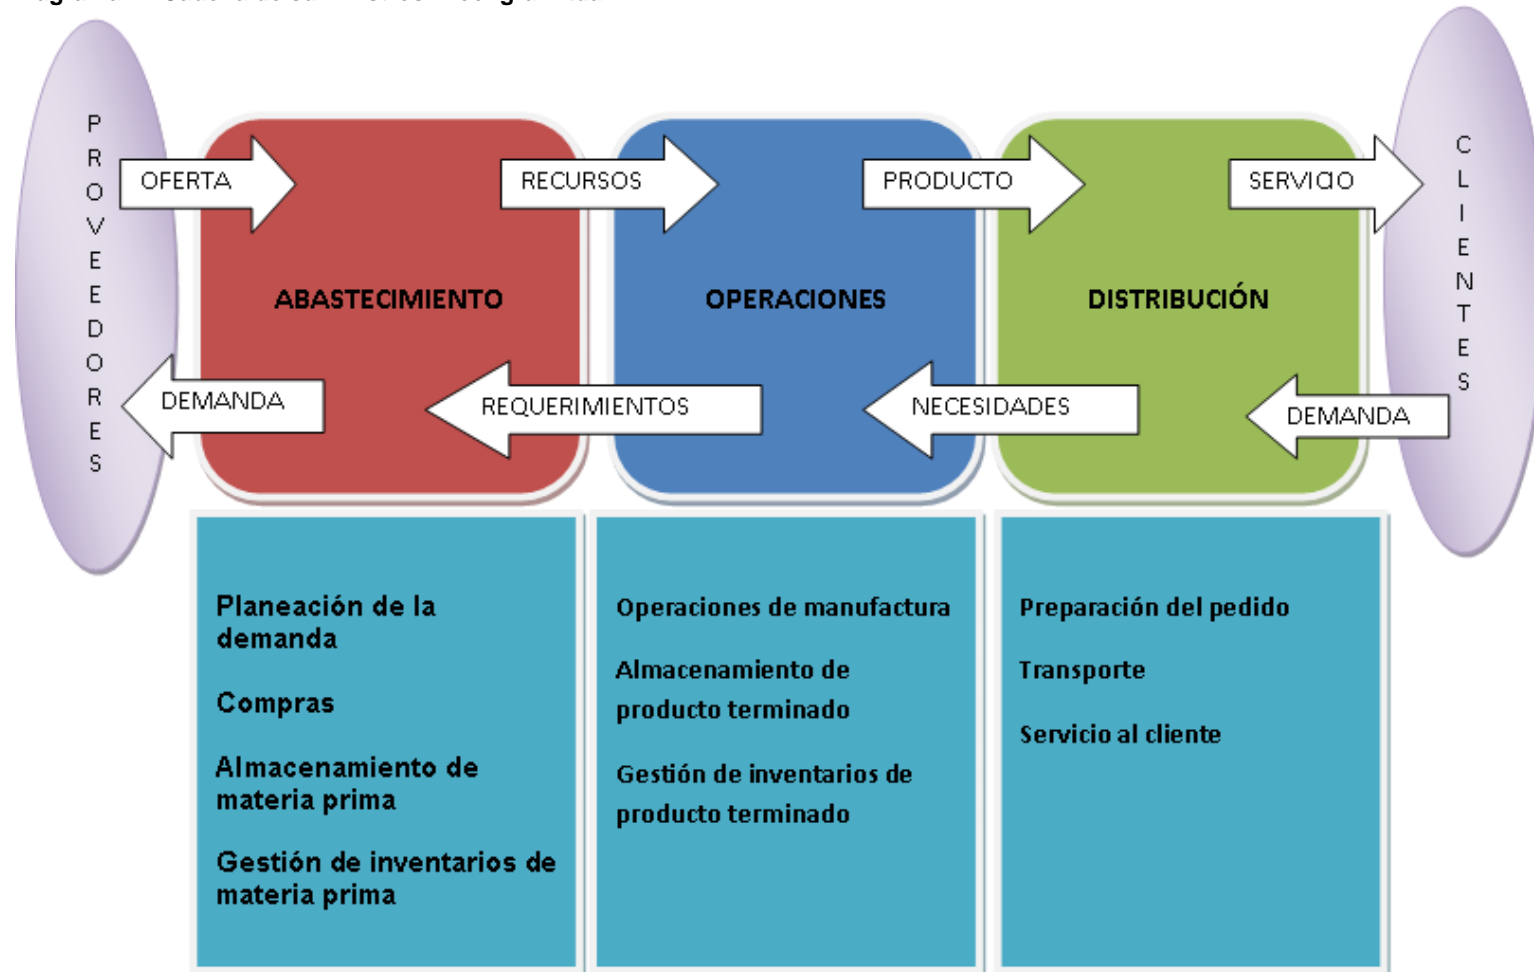 PROVEEDORES
OFERTA
RECURSOS
PRODUCTO
SERVICIO
CLIENTES
ABASTECIMIENTO
OPERACIONES
DISTRIBUCIÓN
DEMANDA
REQUERIMIENTOS
NECESIDADES
DEMANDA
Planeación de la
demanda
Compras
Almacenamiento de
materia prima
Gestión de inventarios de
materia prima
Operaciones de manufactura
Almacenamiento de
producto terminado
Gestión de inventarios de
producto terminado
Preparación del pedido
Transporte
Servicio al cliente